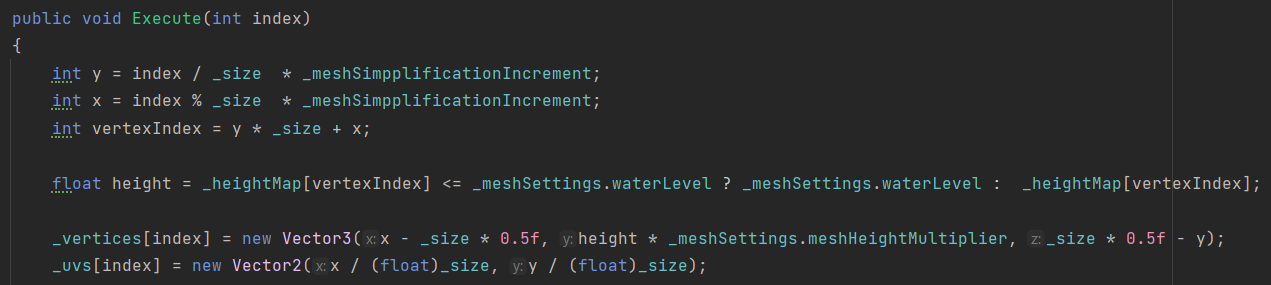 public void Execute(int index)
{
int y = index / _size * _meshSimpplificationIncrement;
int x = index % _size * _meshSimpplificationIncrement;
int vertexIndex = y * _size + x;
float height = _heightMap[vertexIndex] <= _meshSettings.waterLevel ? _meshSettings.waterLevel : _heightMap[vertexIndex];
_vertices[index] = new Vector3(x: x - _size * 0.5f, y: height * _meshSettings.meshHeightMultiplier, z: _size * 0.5f - y);
_uvs[index] = new Vector2(x: x / (float)_size, y: y / (float)_size);